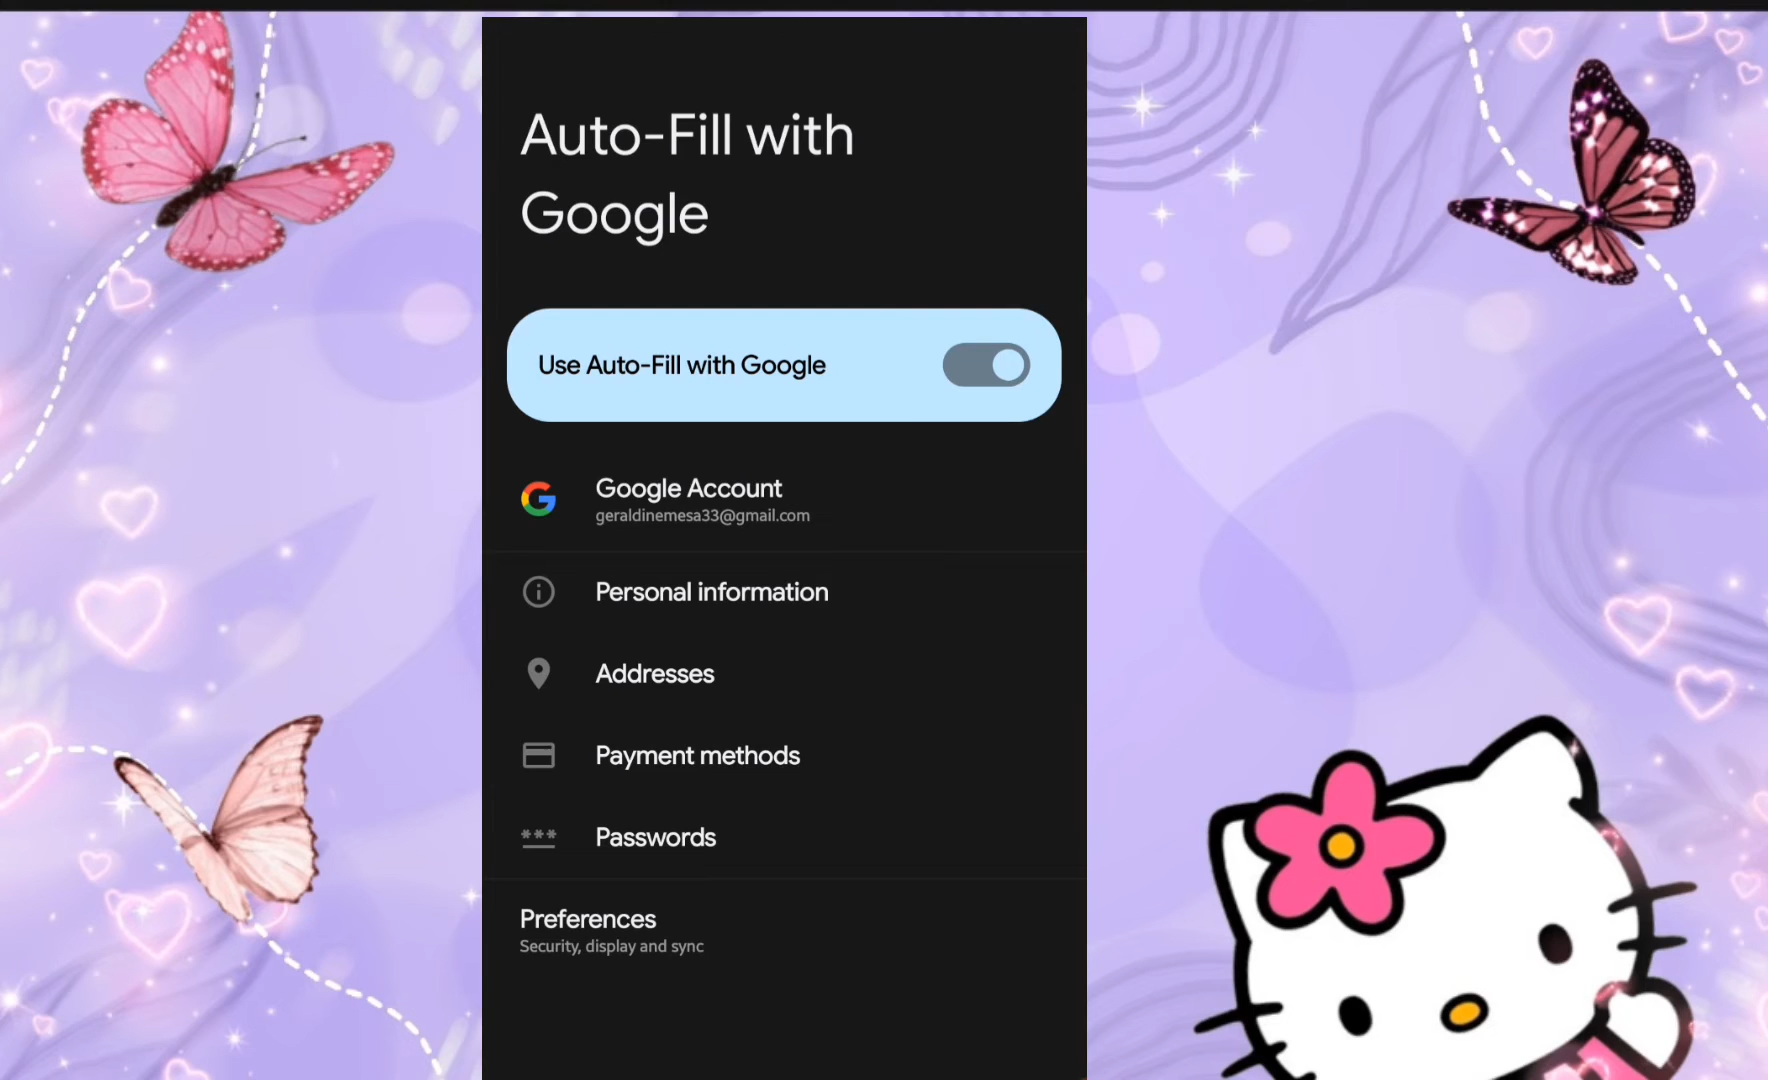 Auto-Fill with
Google
Use Auto-Fill with Google
Google Account
geraldinemesa33@gmail.com
Personal information
Addresses
Payment methods
Passwords
Preferences
Security, display and sync